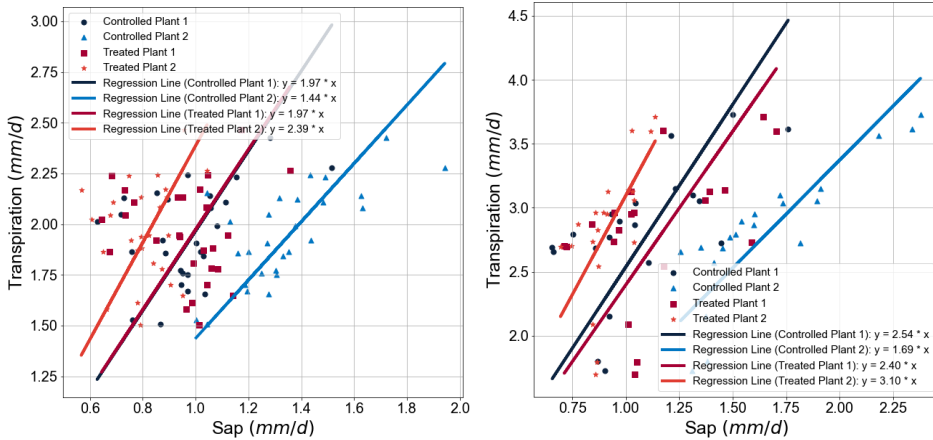 3.00
2.75
2.50
2.25
2.00
1.75
1.50
1.25
Transpiration (mm/d)
Controlled Plant 1
Controlled Plant 2
Treated Plant 1
Treated Plant 2
Regression Line (Controlled Plant 1): y = 1.97 * x
Regression Line (Controlled Plant 2): y = 1.44 * x
Regression Line (Treated Plant 1): y = 1.97 * x
Regression Line (Treated Plant 2): y = 2.39 * x
0.6 0.8 1.0 1.2 1.4 1.6 1.8 2.0
Sap (mm/d)
4.5
4.0
3.5
3.0
2.5
2.0
Transpiration (mm/d)
Controlled Plant 1
Controlled Plant 2
Treated Plant 1
Treated Plant 2
Regression Line (Controlled Plant 1): y = 2.54 * x
Regression Line (Controlled Plant 2): y = 1.69 * x
Regression Line (Treated Plant 1): y = 2.40 * x
Regression Line (Treated Plant 2): y = 3.10 * x
0.75 1.00 1.25 1.50 1.75 2.00 2.25
Sap (mm/d)